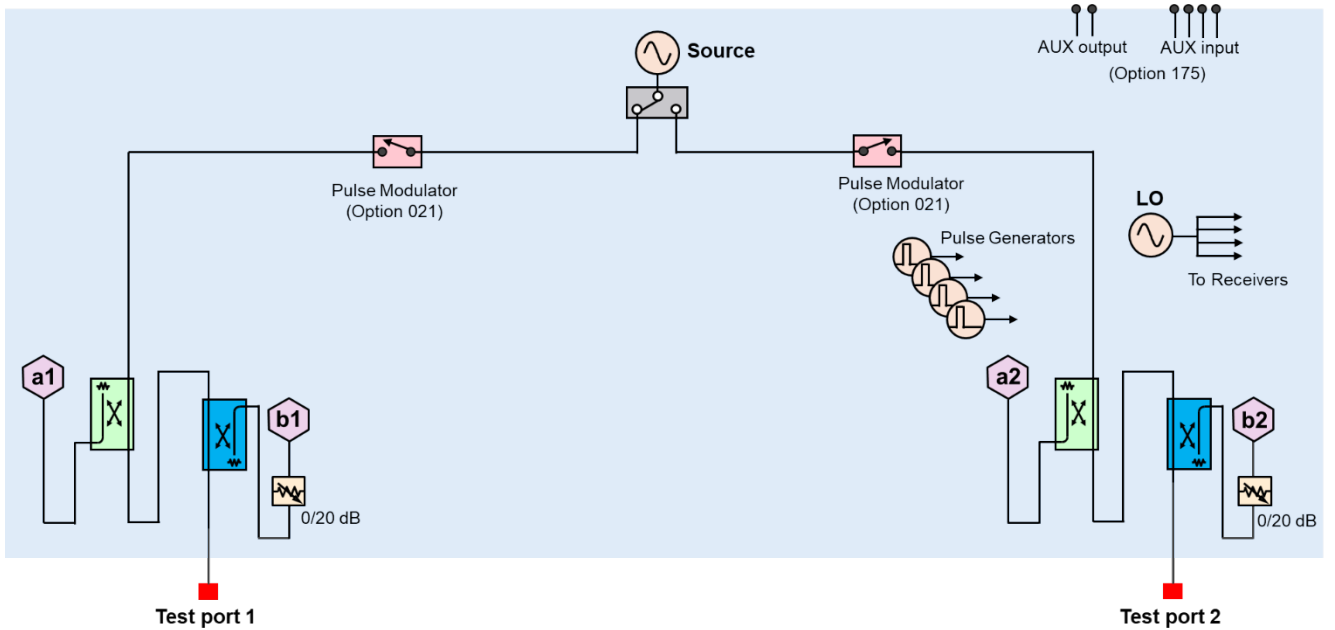 Source
AUX output
AUX input
(Option 175)
Pulse Modulator
(Option 021)
Pulse Modulator
(Option 021)
LO
Pulse Generators
To Receivers
a1
b1
0/20 dB
a2
b2
0/20 dB
Test port 1
Test port 2